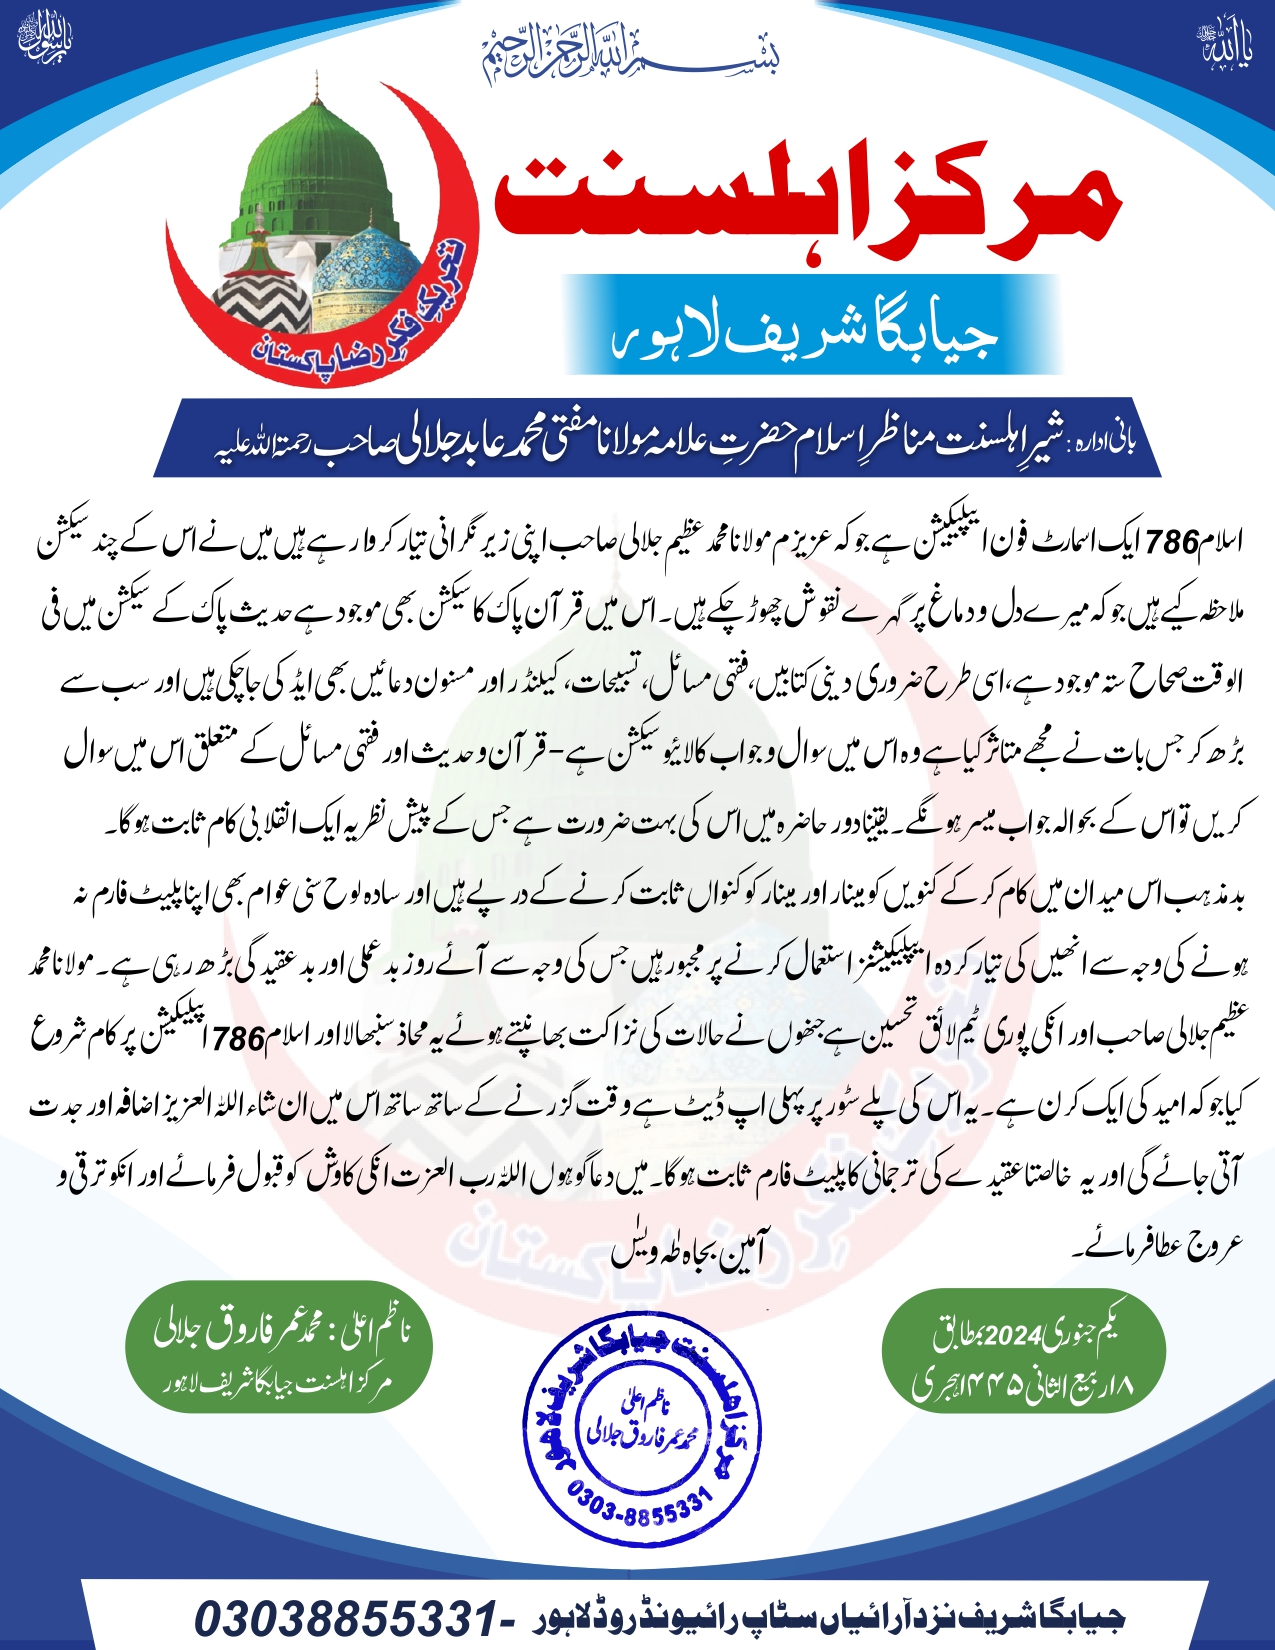 یا اللہ
یارسول اللہ
بسم اللہ الرحمن الرحیم
مرکز اہلسنت
جیابگا شریف لاہور
تحریک فکر رضا پاکستان
بانی ادارہ : شیرِ اہلسنت مناظرِ اسلام حضرتِ علامہ مولانا مفتی محمد عابد جلالی صاحب رحمۃ اللہ علیہ
اسلام786 ایک اسمارٹ فون ایپلیکیشن ہے جو کہ عزیزم مولانا محمد عظیم جلالی صاحب اپنی زیر نگرانی تیار کروا رہے ہیں میں نے اس کے چند سیکشن
ملاحظہ کیے ہیں جو کہ میرے دل و دماغ پر گہرے نقوش چھوڑ چکے ہیں۔ اس میں قرآن پاک کا سیکشن بھی موجود ہے حدیث پاک کے سیکشن میں فی
الوقت صحاح ستہ موجود ہے، اسی طرح ضروری دینی کتابیں، فقہی مسائل، تسبیحات، کیلنڈر اور مسنون دعائیں بھی ایڈ کی جا چکی ہیں اور سب سے
بڑھ کر جس بات نے مجھے متاثر کیا ہے وہ اس میں سوال و جواب کا لائیو سیکشن ہے - قرآن و حدیث اور فقہی مسائل کے متعلق اس میں سوال
کریں تو اس کے بحوالہ جواب میسر ہونگے۔ یقینا دور حاضرہ میں اس کی بہت ضرورت ہے جس کے پیش نظر یہ ایک انقلابی کام ثابت ہوگا۔
بدمذہب اس میدان میں کام کر کے کنویں کو مینار اور مینار کو کنواں ثابت کرنے کے درپے ہیں اور سادہ لوح سنی عوام بھی اپنا پلیٹ فارم نہ
ہونے کی وجہ سے انھیں کی تیار کردہ ایپلیکیشنز استعمال کرنے پر مجبور ہیں جس کی وجہ سے آئے روز بدعملی اور بدعقیدگی بڑھ رہی ہے۔ مولانا محمد
عظیم جلالی صاحب اور انکی پوری ٹیم لائق تحسین ہے جنھوں نے حالات کی نزاکت بھانپتے ہوئے یہ محاذ سنبھالا اور اسلام786 اپلیکیشن پر کام شروع
کیا جو کہ امید کی ایک کرن ہے۔ یہ اس کی پلے سٹور پر پہلی اپ ڈیٹ ہے وقت گزرنے کے ساتھ ساتھ اس میں ان شاء اللہ العزیز اضافہ اور جدت
آتی جائے گی اور یہ خالصتا عقیدے کی ترجمانی کا پلیٹ فارم ثابت ہوگا۔ میں دعا گو ہوں اللہ رب العزت انکی کاوش کو قبول فرمائے اور انکو ترقی و
عروج عطا فرمائے۔ آمین بجاہ طٰہٰ ویٰسٓ
یکم جنوری 2024 بمطابق
۱۸ ربیع الثانی ۱۴۴۵ ہجری
ناظم اعلیٰ : محمد عمر فاروق جلالی
مرکز اہلسنت جیابگا شریف لاہور
مرکز اہلسنت جیابگا شریف لاہور
ناظم اعلیٰ
محمد عمر فاروق جلالی
0303-8855331
جیابگا شریف نزد آرائیاں سٹاپ رائیونڈ روڈ لاہور -03038855331